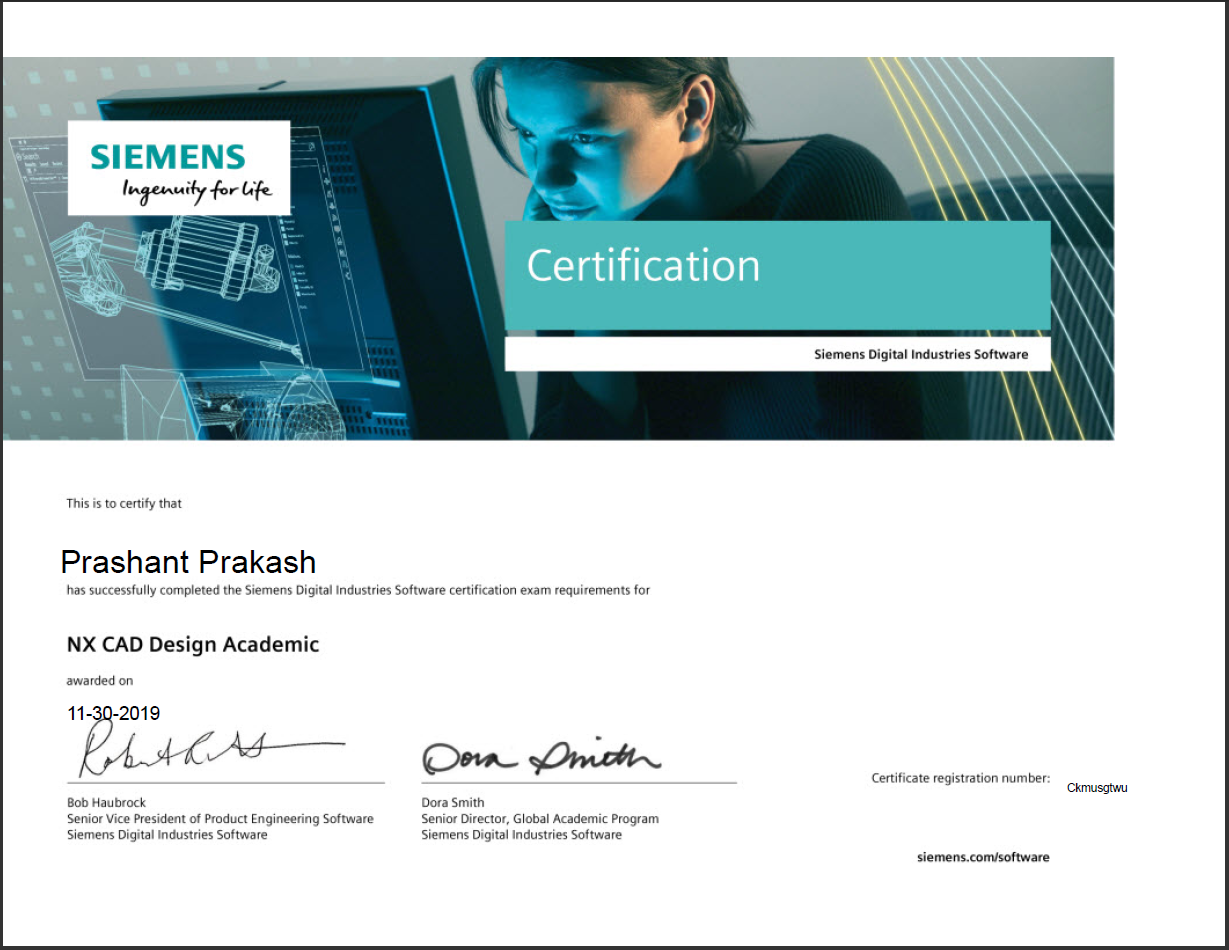 SIEMENS
Ingenuity for life
Certification
Siemens Digital Industries Software
This is to certify that
Prashant Prakash
has successfully completed the Siemens Digital Industries Software certification exam requirements for
NX CAD Design Academic
awarded on
11-30-2019
Bob Haubrock
Senior Vice President of Product Engineering Software
Siemens Digital Industries Software
Dora Smith
Dora Smith
Senior Director, Global Academic Program
Siemens Digital Industries Software
Certificate registration number:
Ckmusgtwu
siemens.com/software